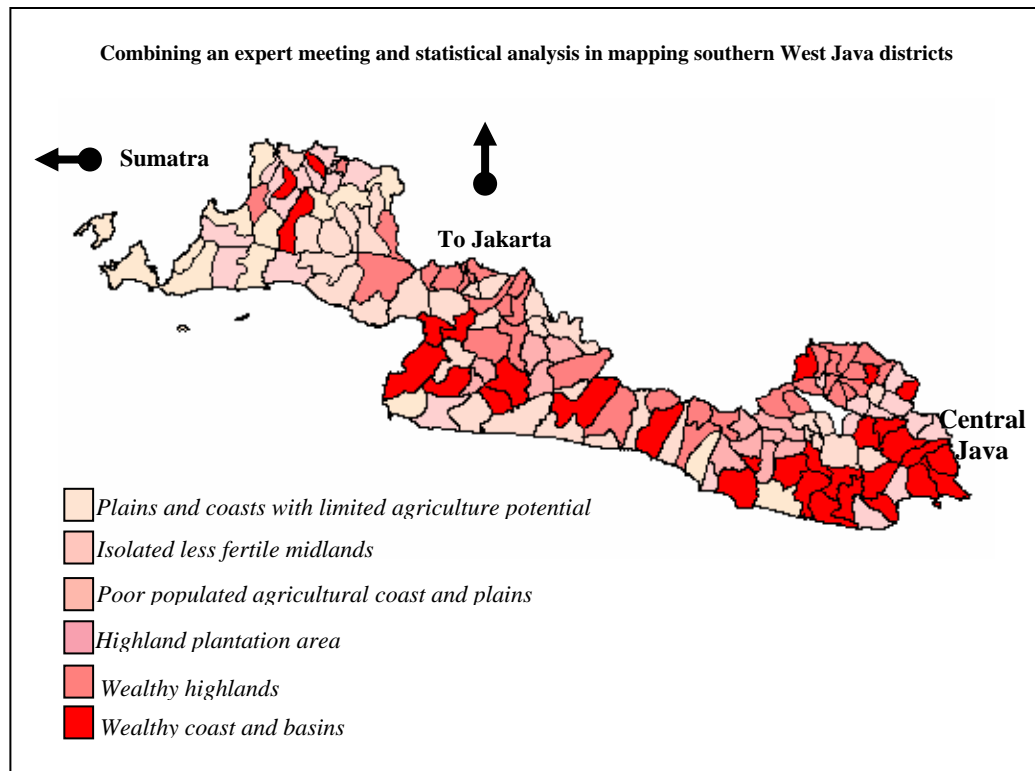 Combining an expert meeting and statistical analysis in mapping southern West Java districts
Sumatra
To Jakarta
Central
Java
Plains and coasts with limited agriculture potential
Isolated less fertile midlands
Poor populated agricultural coast and plains
Highland plantation area
Wealthy highlands
Wealthy coast and basins